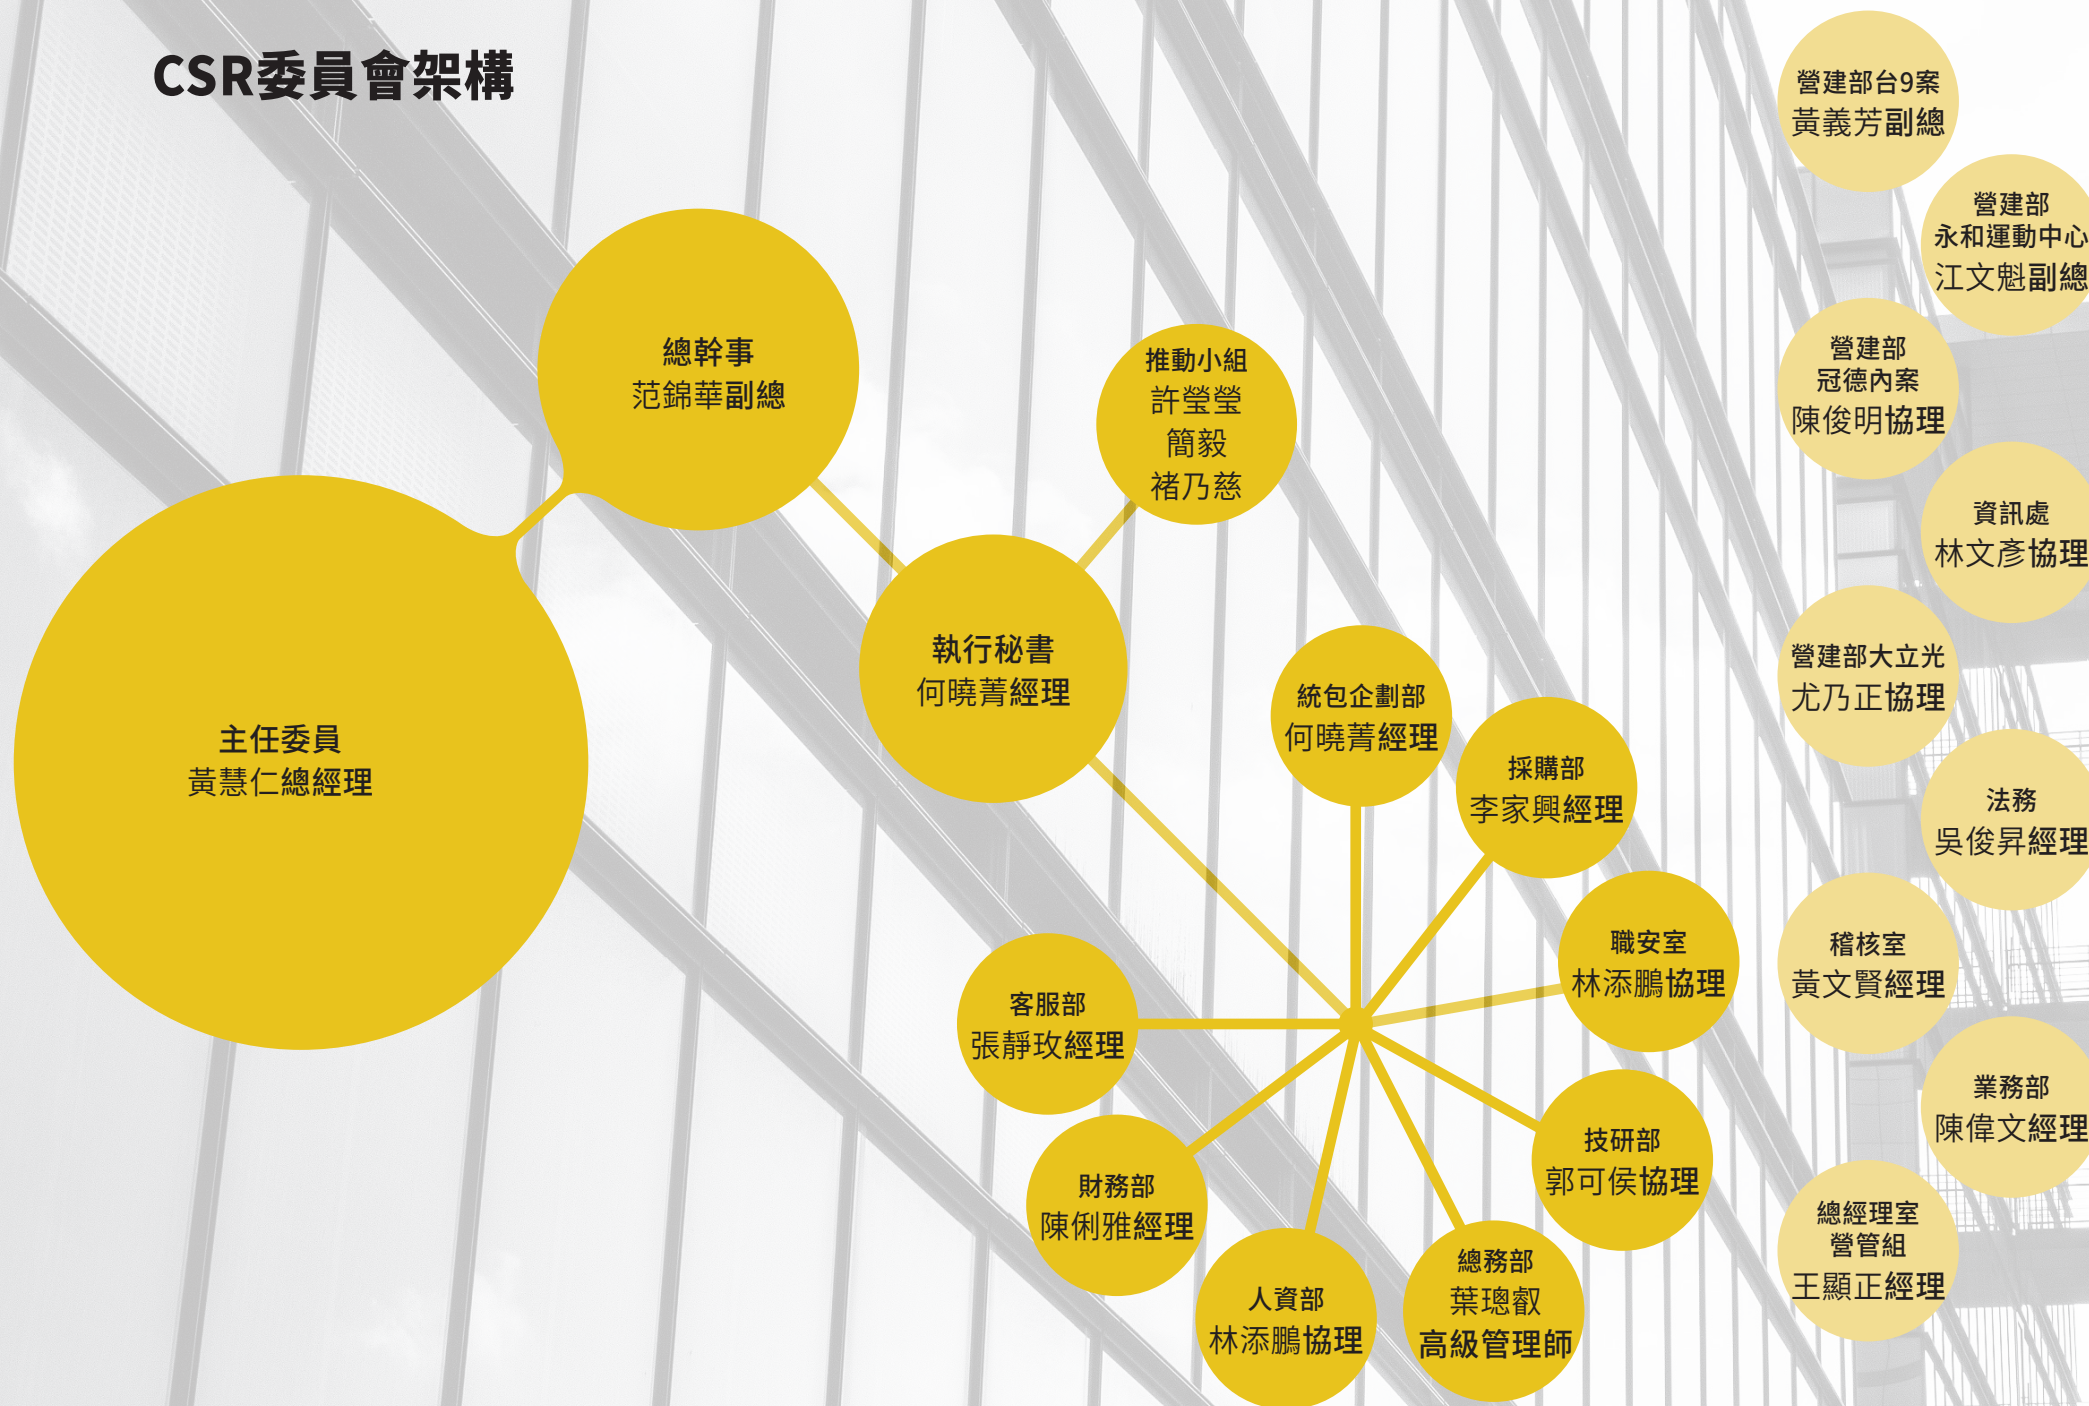 CSR委員會架構
主任委員
黃慧仁總經理
總幹事
范錦華副總
執行秘書
何曉菁經理
推動小組
許瑩瑩
簡毅
褚乃慈
統包企劃部
何曉菁經理
採購部
李家興經理
職安室
林添鵬協理
技研部
郭可侯協理
總務部
葉璁叡
高級管理師
人資部
林添鵬協理
財務部
陳俐雅經理
客服部
張靜玫經理
營建部台9案
黃義芳副總
營建部
永和運動中心
江文魁副總
營建部
冠德內案
陳俊明協理
資訊處
林文彥協理
營建部大立光
尤乃正協理
法務
吳俊昇經理
稽核室
黃文賢經理
業務部
陳偉文經理
總經理室
營管組
王顯正經理